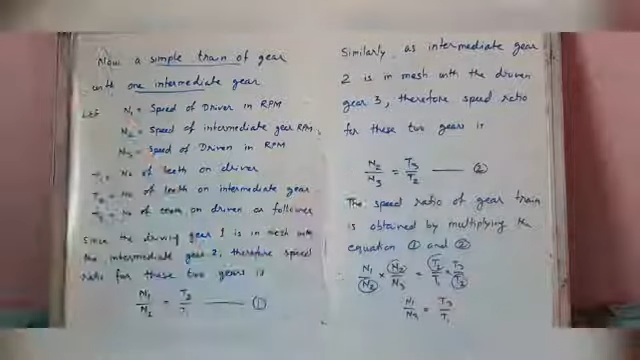 Now a simple train of gear
with one intermediate gear
Let N₁ = Speed of Driver in RPM
N₂ = Speed of intermediate gear RPM,
N₃ = Speed of Driven in RPM
T₁ = No of teeth on driver
T₂ = No of teeth on intermediate gear
T₃ = No of teeth on driven or follower
Since the driving gear 1 is in mesh with
the intermediate gear 2, therefore speed
ratio for these two gears is
N₁/N₂ = T₂/T₁ —— ①
Similarly, as intermediate gear
2 is in mesh with the driven
gear 3, therefore speed ratio
for these two gears is
N₂/N₃ = T₃/T₂ —— ②
The speed ratio of gear train
is obtained by multiplying the
equation ① and ②
N₁/N₂ × N₂/N₃ = T₂/T₁ × T₃/T₂
N₁/N₃ = T₃/T₁